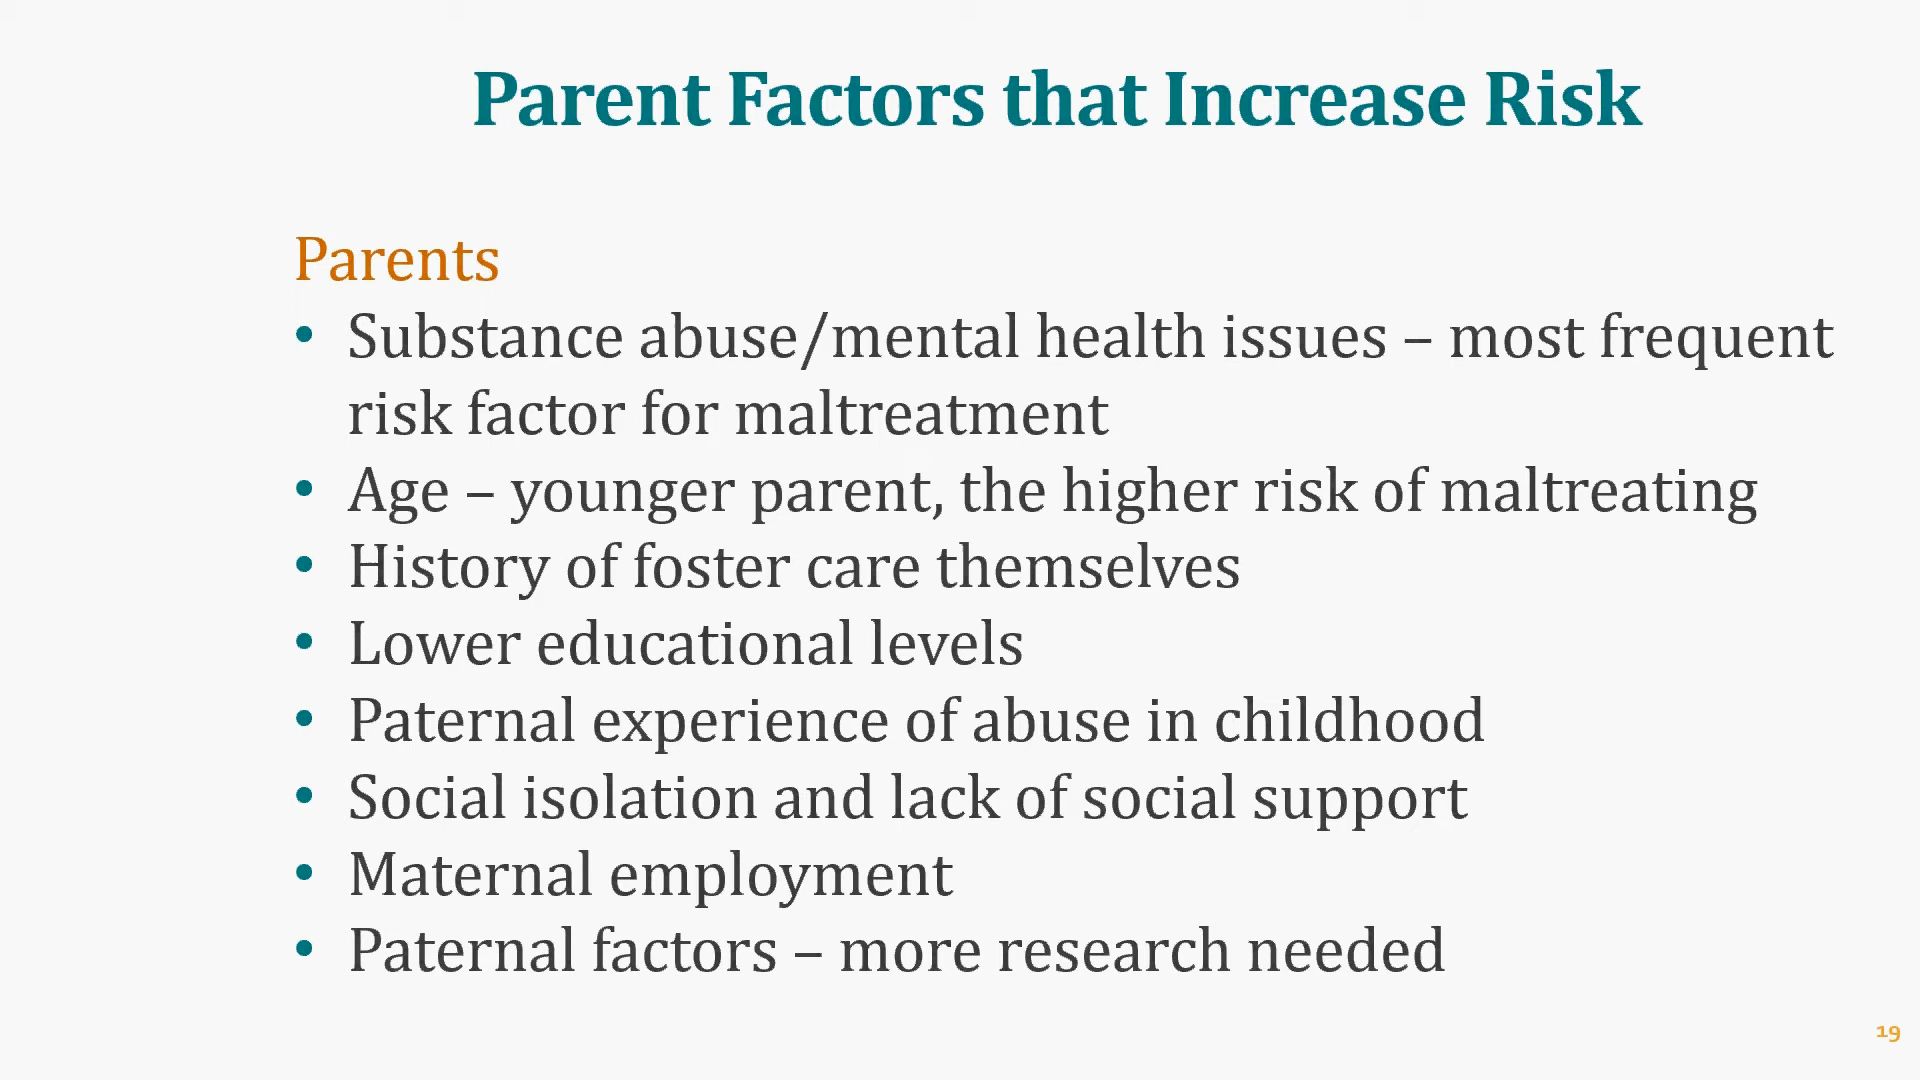 Parent Factors that Increase Risk
Parents
• Substance abuse/mental health issues – most frequent
risk factor for maltreatment
• Age – younger parent, the higher risk of maltreating
• History of foster care themselves
• Lower educational levels
• Paternal experience of abuse in childhood
• Social isolation and lack of social support
• Maternal employment
• Paternal factors – more research needed
19